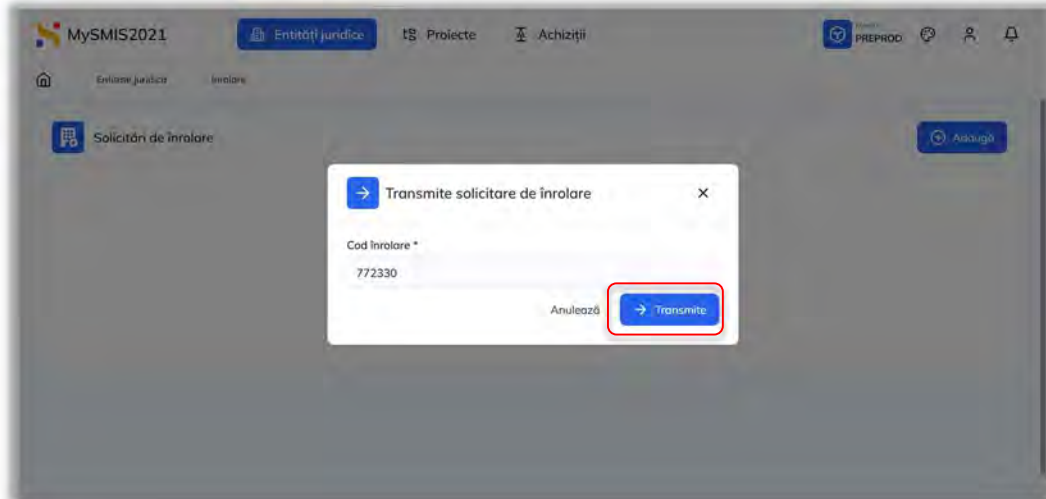 MySMIS2021
Entități juridice
Proiecte
Achiziții
PREPROD
Entitate juridica
Inrolare
Solicitări de înrolare
Adaugă
Transmite solicitare de înrolare
Cod înrolare *
772330
Anulează
Transmite